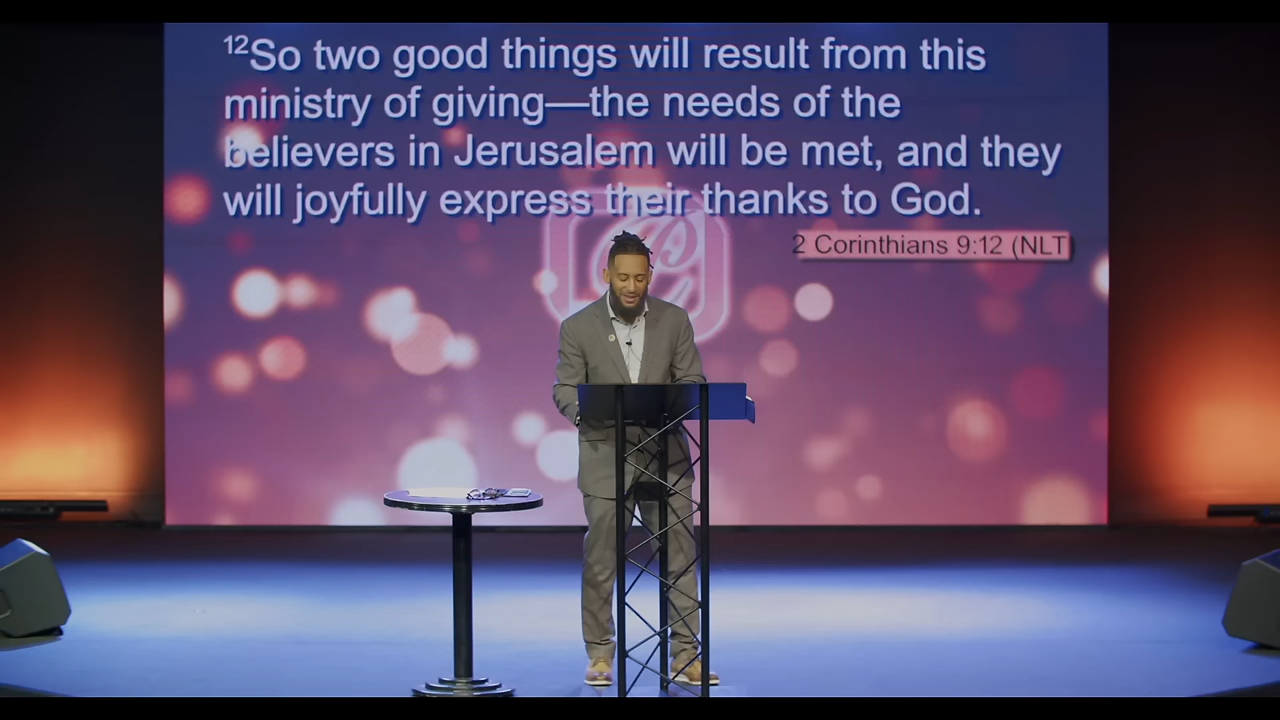 ¹²So two good things will result from this
ministry of giving—the needs of the
believers in Jerusalem will be met, and they
will joyfully express their thanks to God.
2 Corinthians 9:12 (NLT)